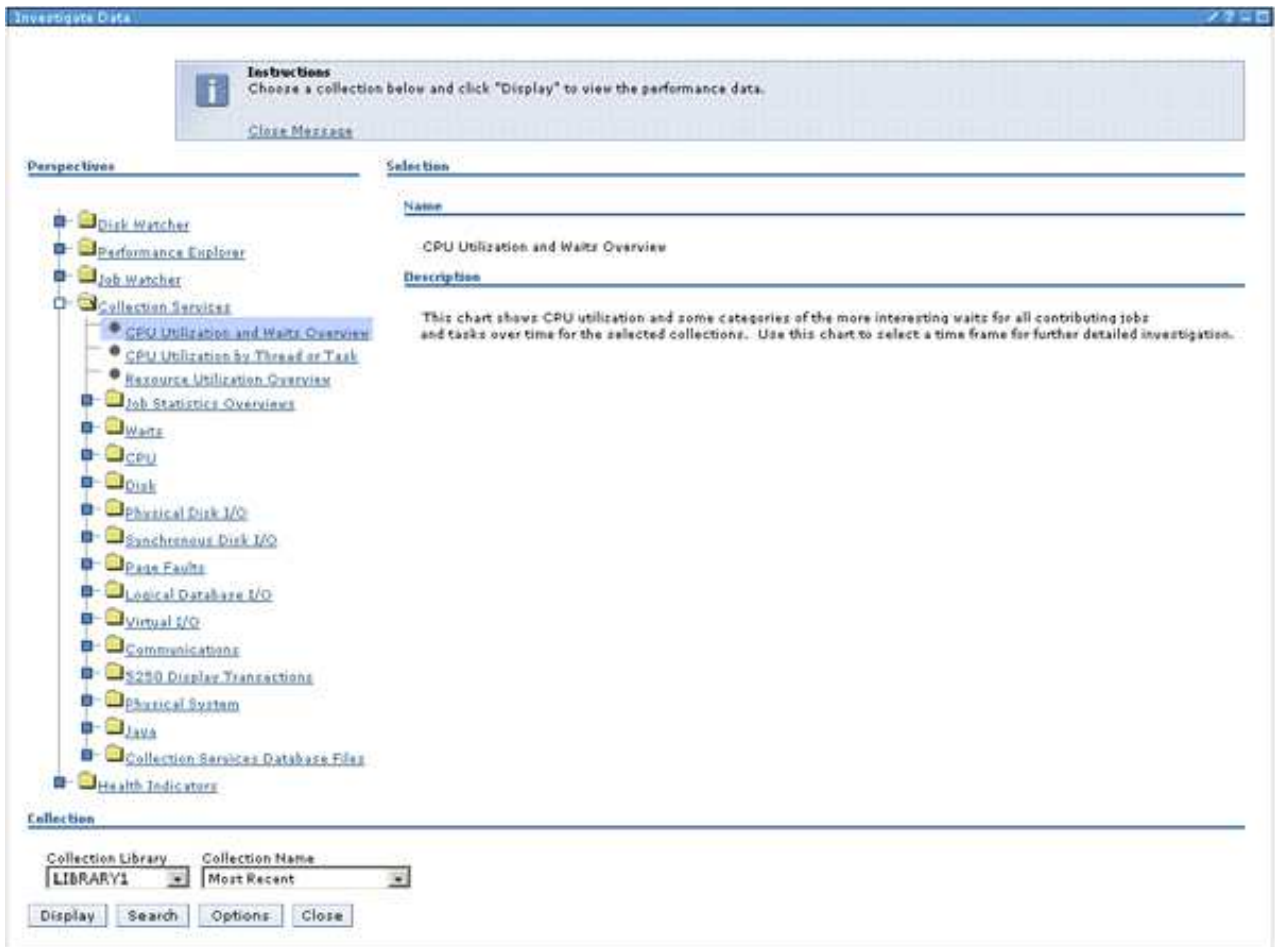 Investigate Data
Instructions
Choose a collection below and click "Display" to view the performance data.
Close Message
Perspectives
Selection
Disk Watcher
Performance Explorer
Job Watcher
Collection Services
CPU Utilization and Waits Overview
CPU Utilization by Thread or Task
Resource Utilization Overview
Job Statistics Overviews
Waits
CPU
Disk
Physical Disk I/O
Synchronous Disk I/O
Page Faults
Logical Database I/O
Virtual I/O
Communications
5250 Display Transactions
Physical System
Java
Collection Services Database Files
Health Indicators
Name
CPU Utilization and Waits Overview
Description
This chart shows CPU utilization and some categories of the more interesting waits for all contributing jobs
and tasks over time for the selected collections. Use this chart to select a time frame for further detailed investigation.
Collection
Collection Library
Collection Name
LIBRARY1
Most Recent
Display
Search
Options
Close